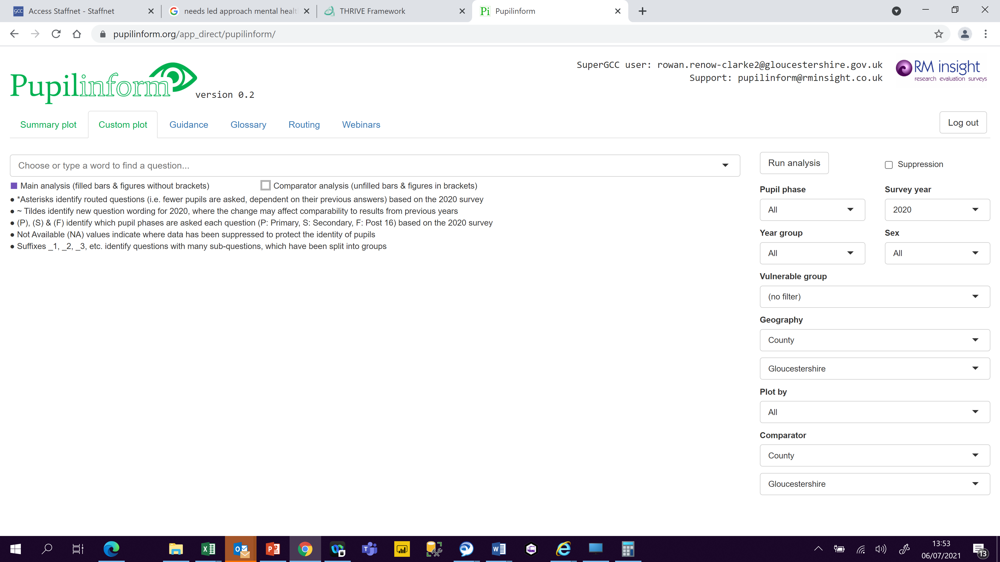 GCC Access Staffnet - Staffnet
needs led approach mental healt
THRIVE Framework
Pi Pupilinform
pupilinform.org/app_direct/pupilinform/
Pupilinform
version 0.2
SuperGCC user: rowan.renow-clarke2@gloucestershire.gov.uk
Support: pupilinform@rminsight.co.uk
RM insight
research evaluation surveys
Summary plot
Custom plot
Guidance
Glossary
Routing
Webinars
Log out
Choose or type a word to find a question...
Main analysis (filled bars & figures without brackets)
Comparator analysis (unfilled bars & figures in brackets)
● *Asterisks identify routed questions (i.e. fewer pupils are asked, dependent on their previous answers) based on the 2020 survey
● ~ Tildes identify new question wording for 2020, where the change may affect comparability to results from previous years
● (P), (S) & (F) identify which pupil phases are asked each question (P: Primary, S: Secondary, F: Post 16) based on the 2020 survey
● Not Available (NA) values indicate where data has been suppressed to protect the identity of pupils
● Suffixes _1, _2, _3, etc. identify questions with many sub-questions, which have been split into groups
Run analysis
Suppression
Pupil phase
Survey year
All
2020
Year group
Sex
All
All
Vulnerable group
(no filter)
Geography
County
Gloucestershire
Plot by
All
Comparator
County
Gloucestershire
13:53
06/07/2021
13